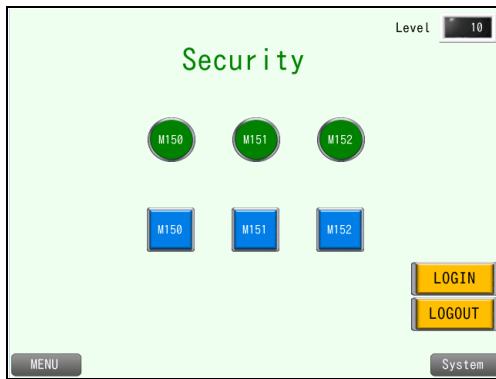 Level 10
Security
M150 M151 M152
M150 M151 M152
LOGIN
LOGOUT
MENU System